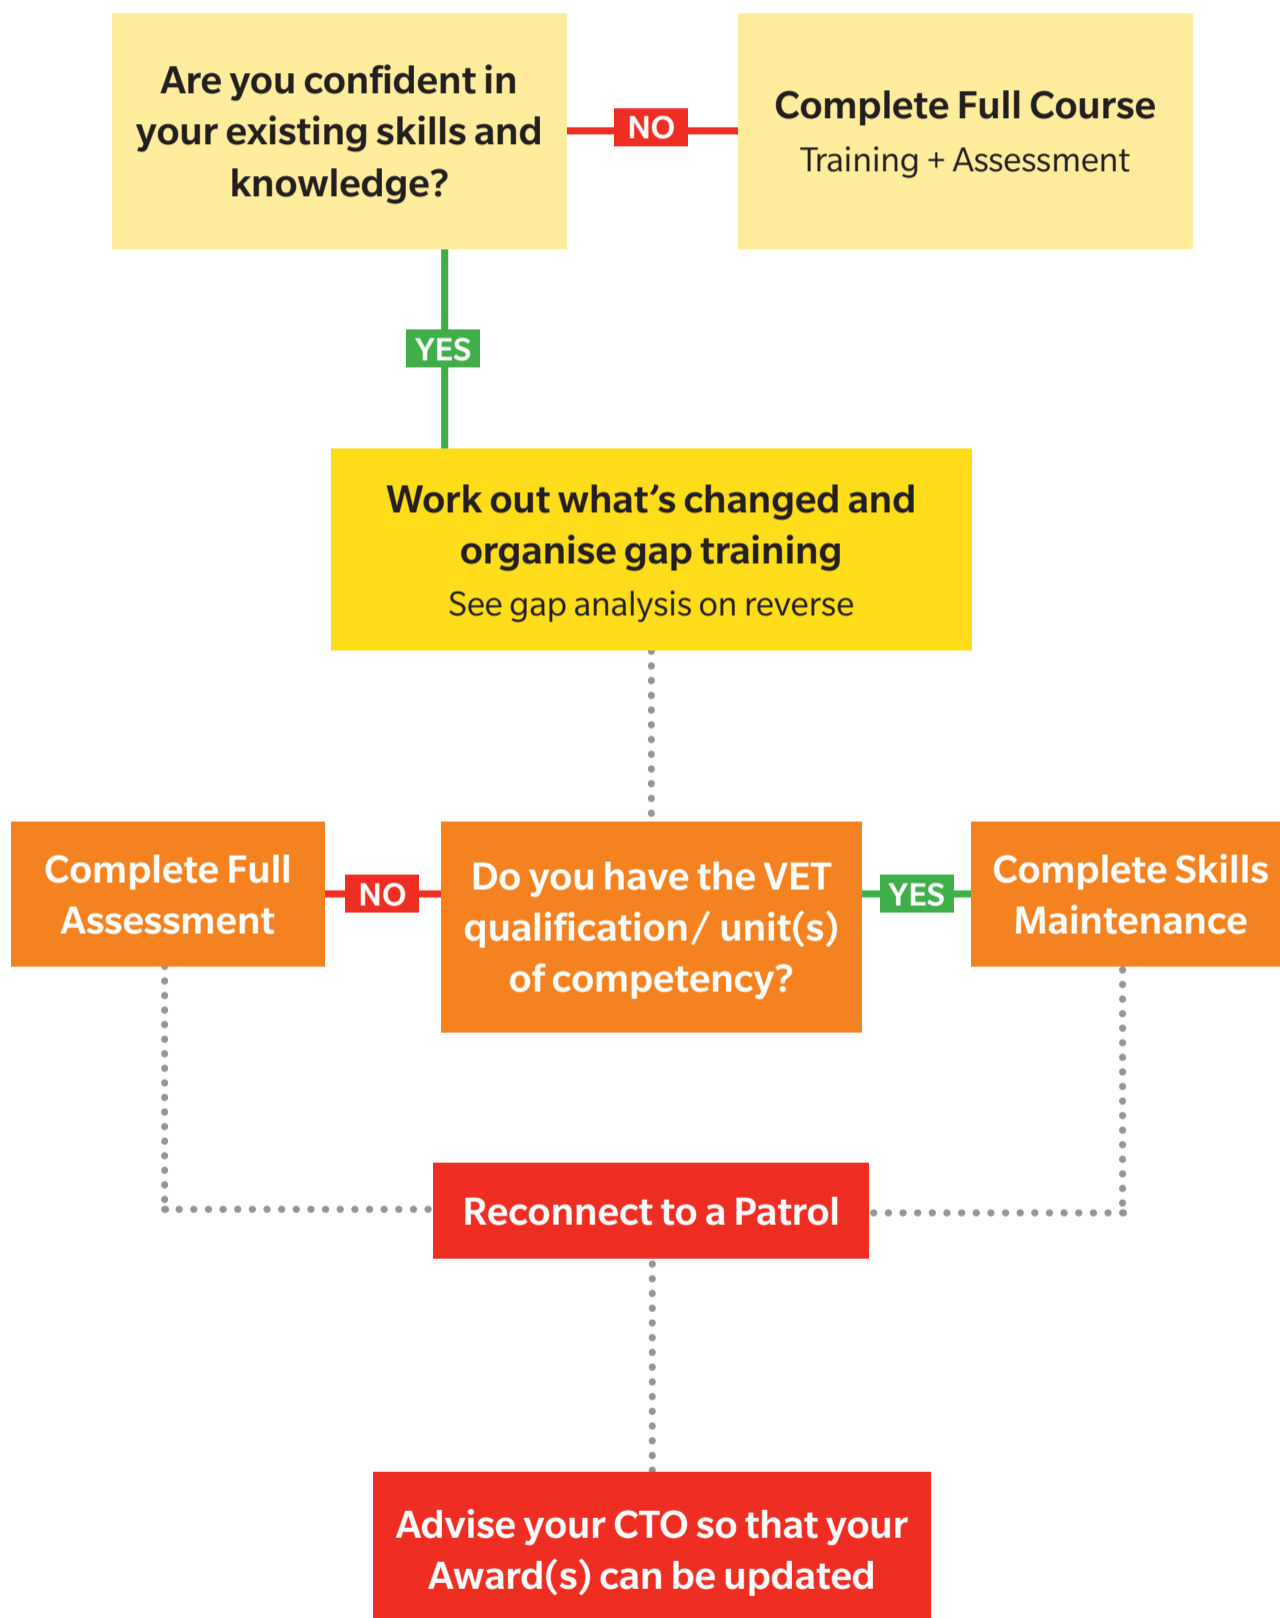 Are you confident in
your existing skills and
knowledge?
NO
Complete Full Course
Training + Assessment
YES
Work out what’s changed and
organise gap training
See gap analysis on reverse
Complete Full
Assessment
NO
Do you have the VET
qualification/ unit(s)
of competency?
YES
Complete Skills
Maintenance
Reconnect to a Patrol
Advise your CTO so that your
Award(s) can be updated